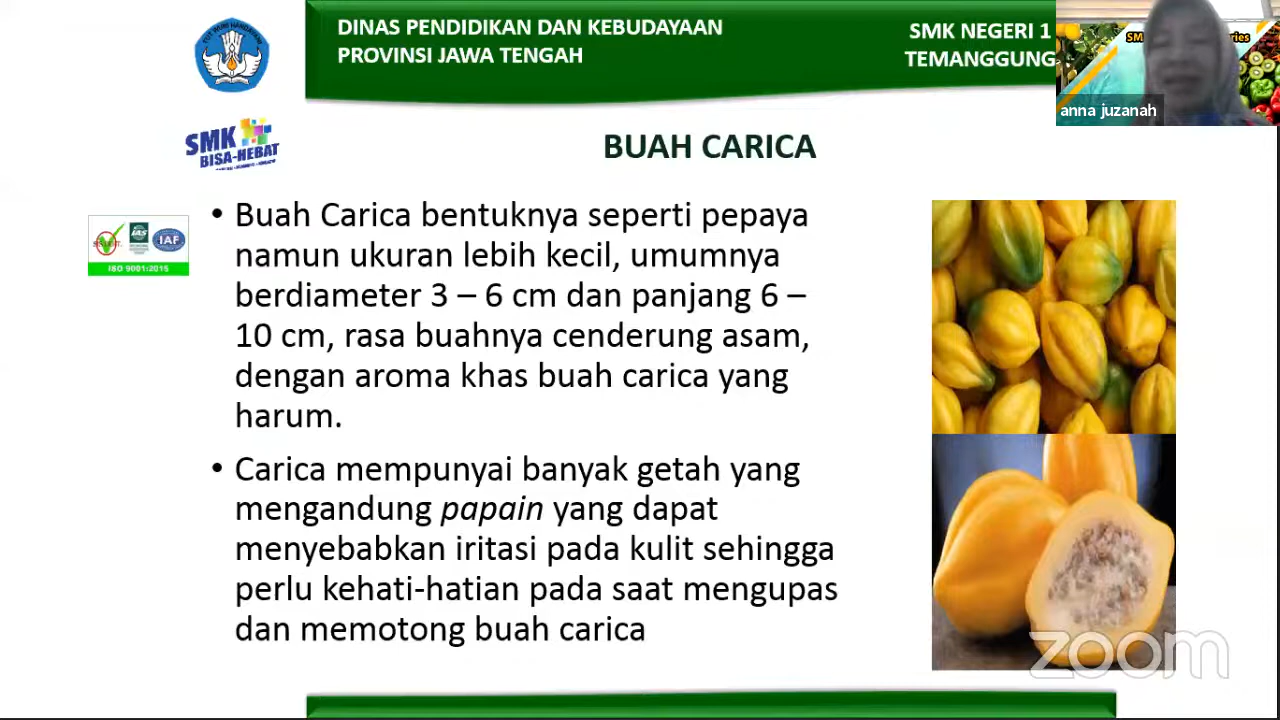 DINAS PENDIDIKAN DAN KEBUDAYAAN
PROVINSI JAWA TENGAH
SMK NEGERI 1
TEMANGGUNG
SM
ries
anna juzanah
SMK
BISA-HEBAT
BUAH CARICA
IAS
IAF
ISO 9001:2015
• Buah Carica bentuknya seperti pepaya
namun ukuran lebih kecil, umumnya
berdiameter 3 – 6 cm dan panjang 6 –
10 cm, rasa buahnya cenderung asam,
dengan aroma khas buah carica yang
harum.
• Carica mempunyai banyak getah yang
mengandung papain yang dapat
menyebabkan iritasi pada kulit sehingga
perlu kehati-hatian pada saat mengupas
dan memotong buah carica
zoom